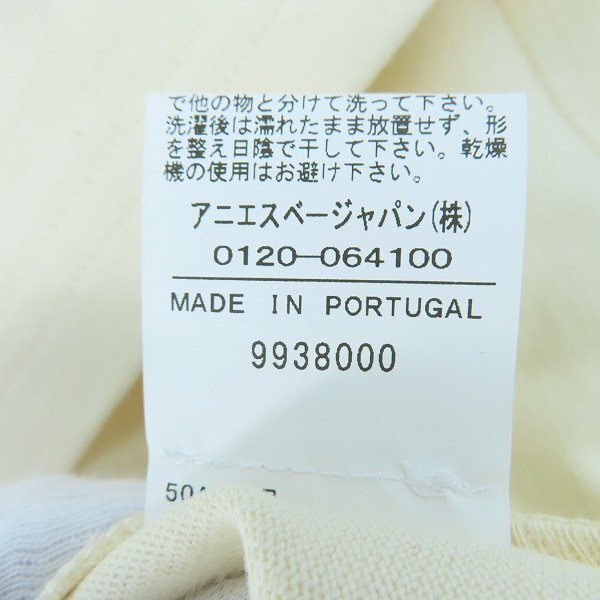 で他の物と分けて洗って下さい。
洗濯後は濡れたまま放置せず、形
を整え日陰で干して下さい。乾燥
機の使用はお避け下さい。
アニエスベージャパン(株)
0120-064100
MADE IN PORTUGAL
9938000